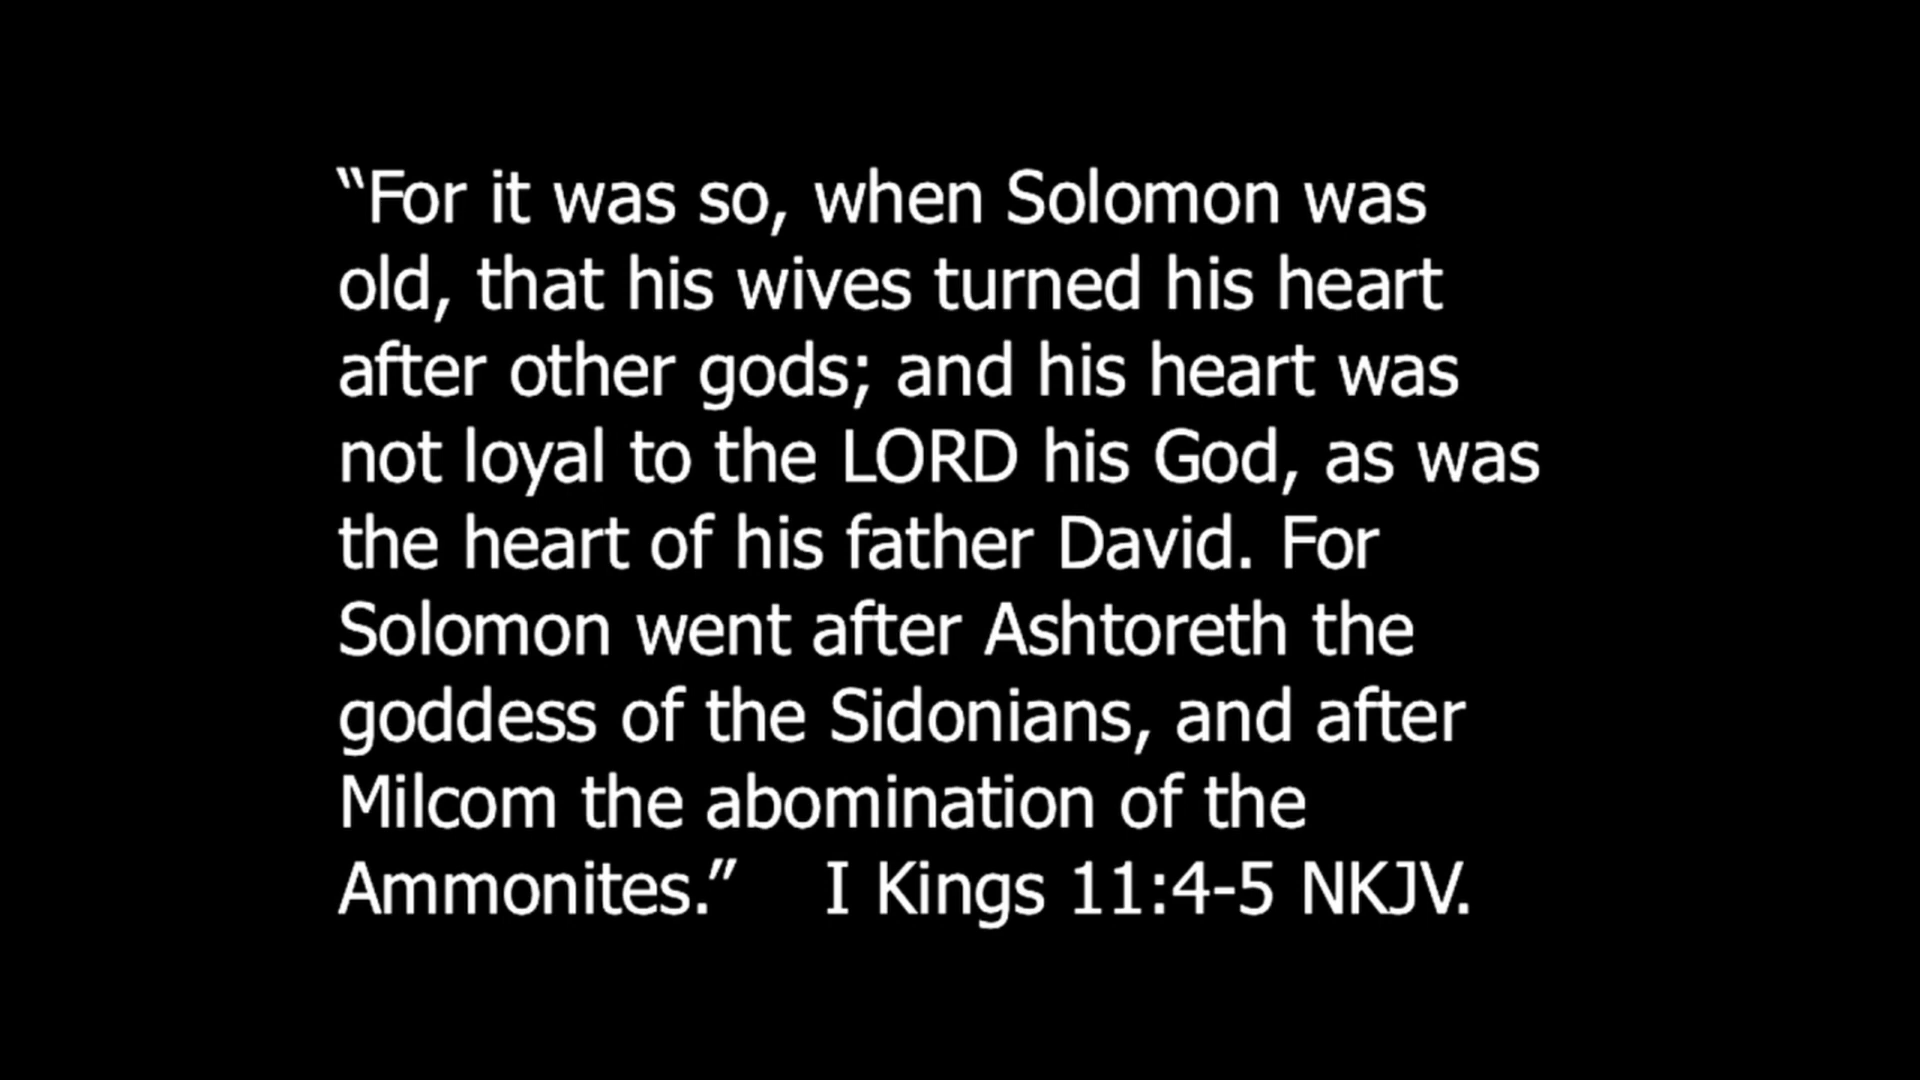 “For it was so, when Solomon was
old, that his wives turned his heart
after other gods; and his heart was
not loyal to the LORD his God, as was
the heart of his father David. For
Solomon went after Ashtoreth the
goddess of the Sidonians, and after
Milcom the abomination of the
Ammonites.” I Kings 11:4-5 NKJV.